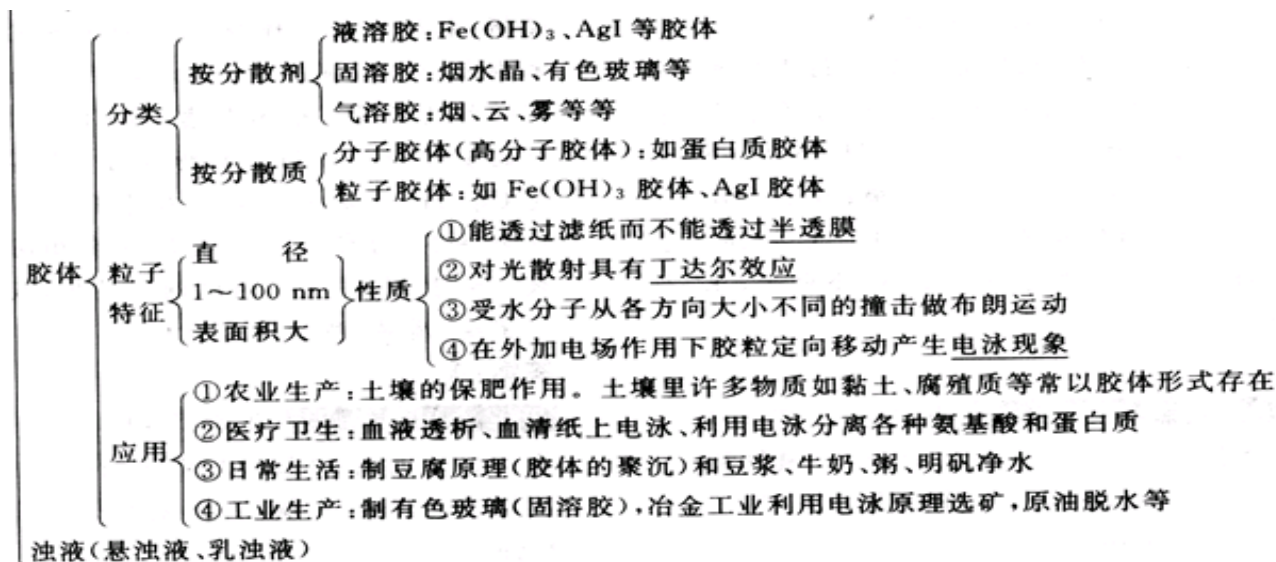 液溶胶:Fe(OH)₃、AgI 等胶体
按分散剂
固溶胶:烟水晶、有色玻璃等
分类
气溶胶:烟、云、雾等等
分子胶体(高分子胶体):如蛋白质胶体
按分散质
粒子胶体:如 Fe(OH)₃ 胶体、AgI 胶体
①能透过滤纸而不能透过半透膜
直 径
胶体
粒子
特征
1～100 nm
性质
②对光散射具有丁达尔效应
③受水分子从各方向大小不同的撞击做布朗运动
表面积大
④在外加电场作用下胶粒定向移动产生电泳现象
①农业生产:土壤的保肥作用。土壤里许多物质如黏土、腐殖质等常以胶体形式存在
②医疗卫生:血液透析、血清纸上电泳、利用电泳分离各种氨基酸和蛋白质
应用
③日常生活:制豆腐原理(胶体的聚沉)和豆浆、牛奶、粥、明矾净水
④工业生产:制有色玻璃(固溶胶),冶金工业利用电泳原理选矿,原油脱水等
浊液(悬浊液、乳浊液)